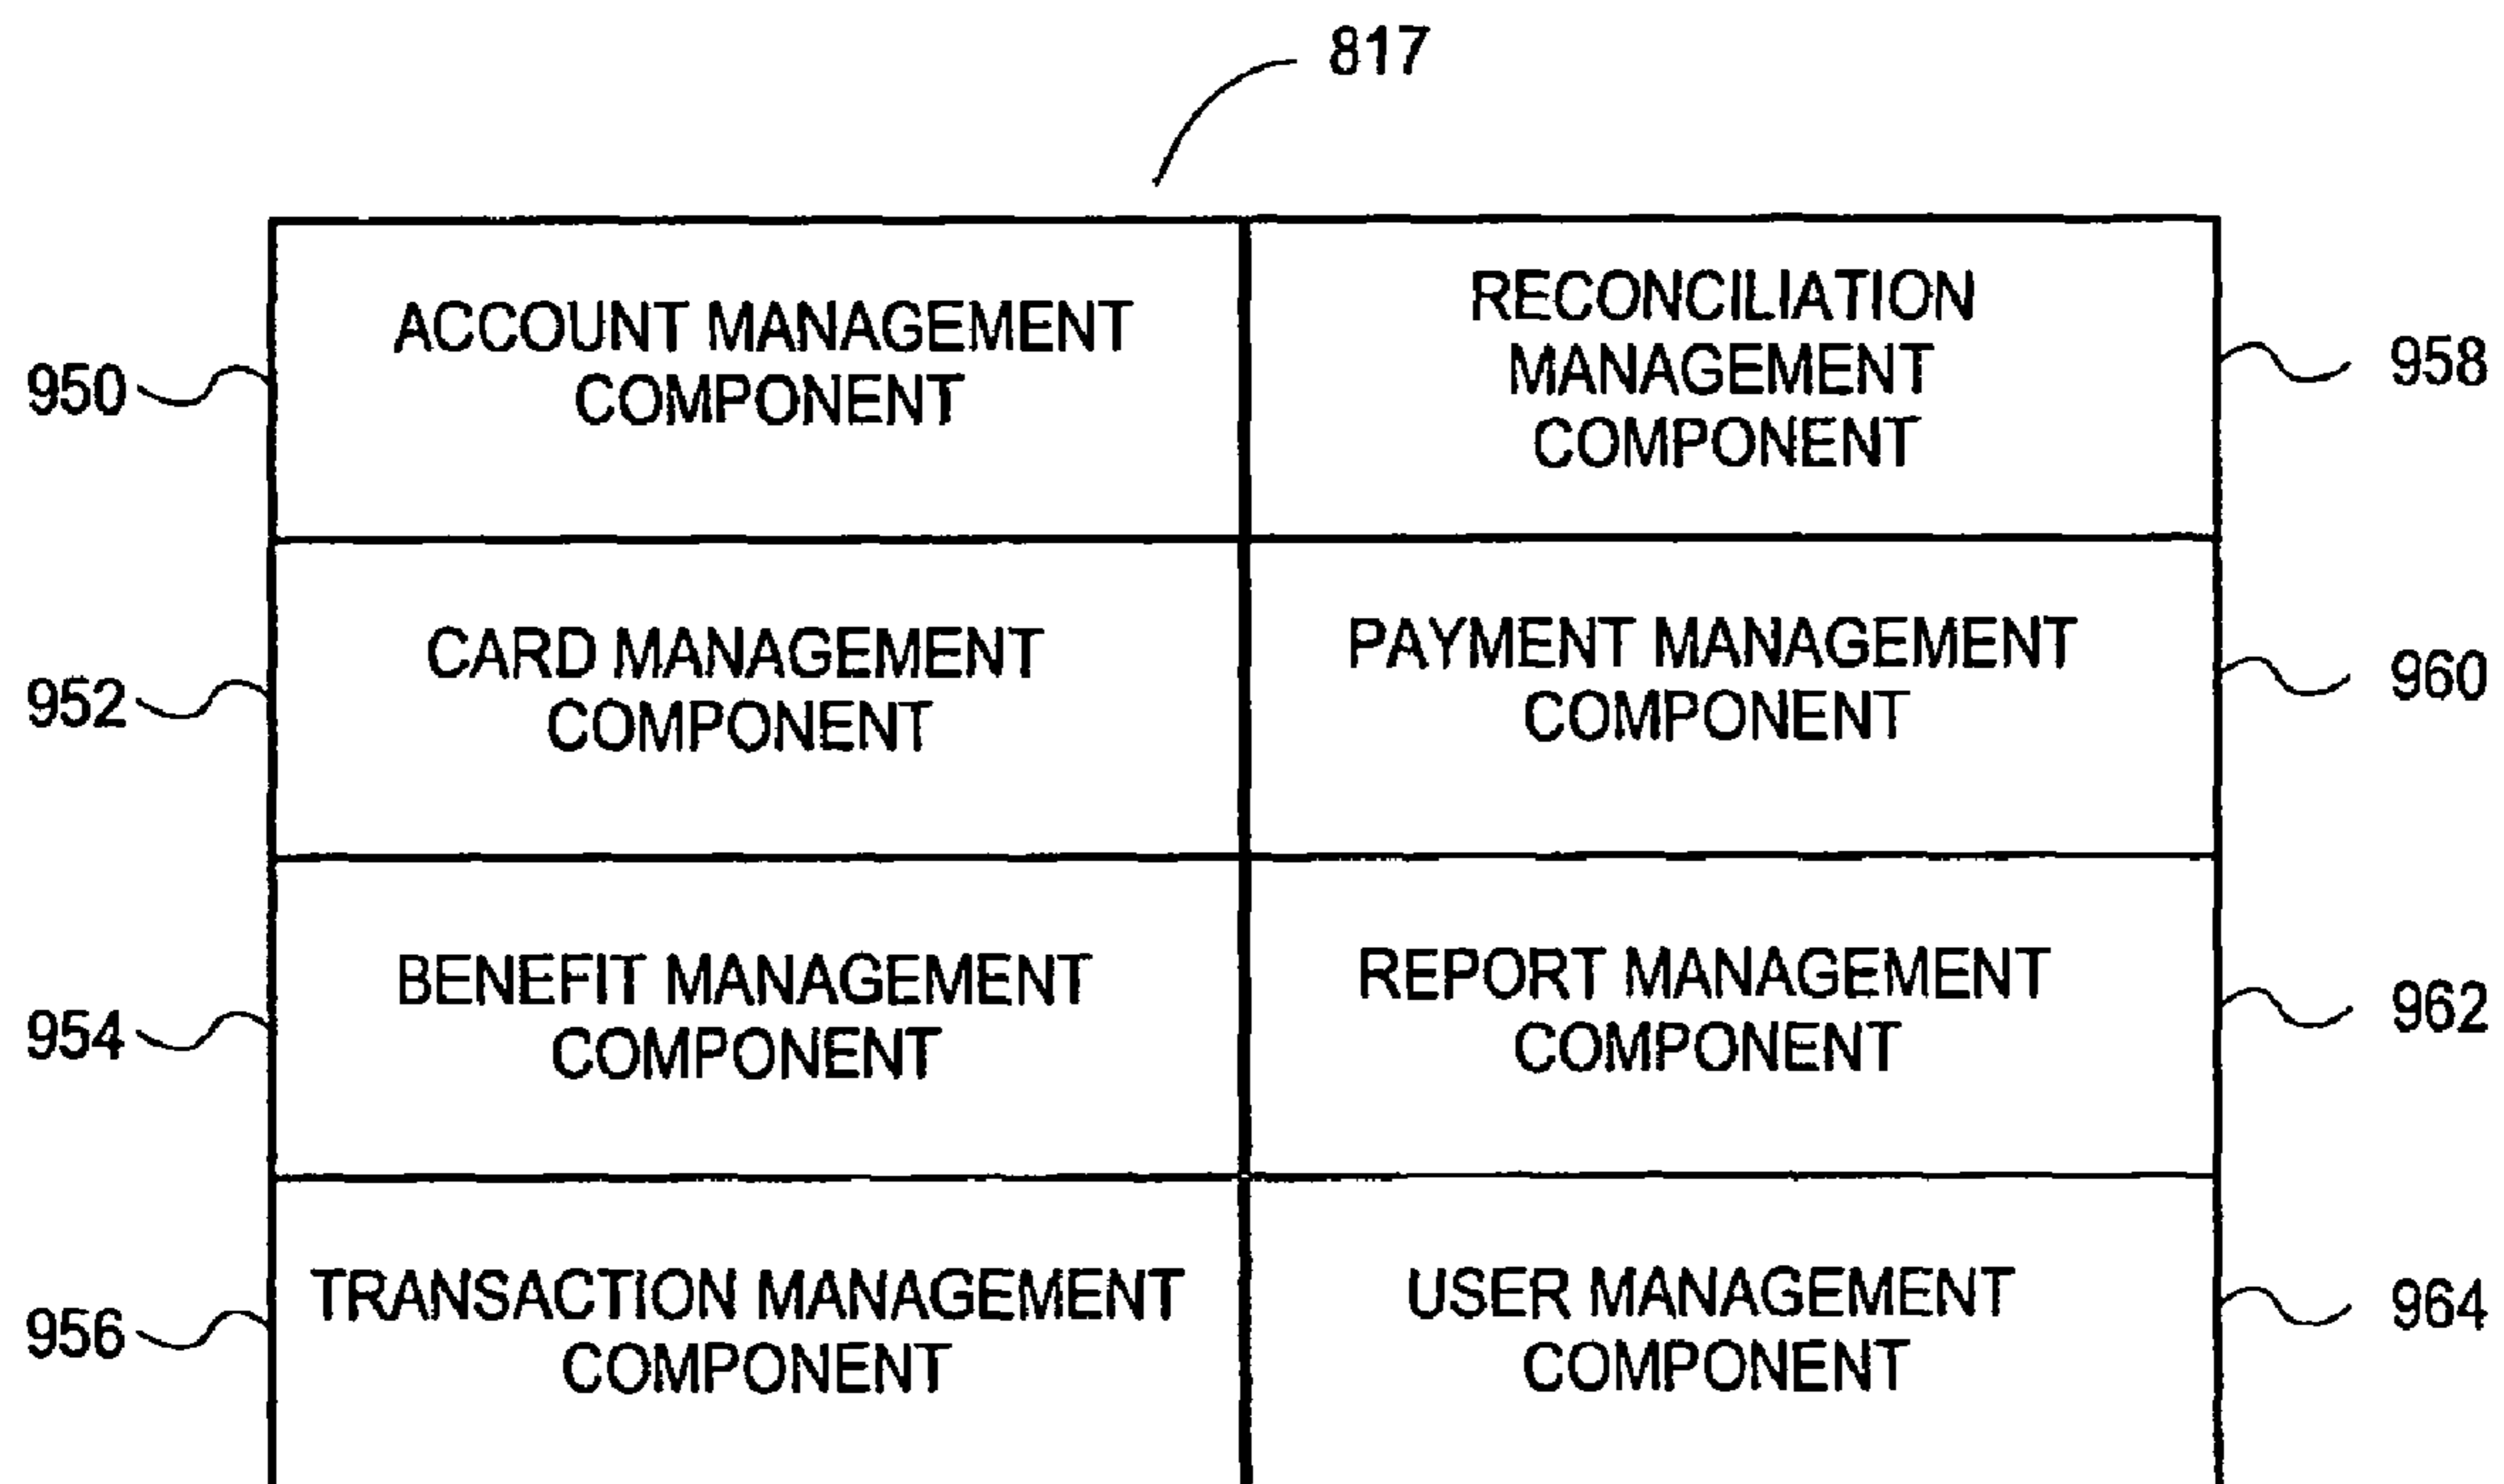 817
950
ACCOUNT MANAGEMENT
COMPONENT
RECONCILIATION
MANAGEMENT
COMPONENT
958
952
CARD MANAGEMENT
COMPONENT
PAYMENT MANAGEMENT
COMPONENT
960
954
BENEFIT MANAGEMENT
COMPONENT
REPORT MANAGEMENT
COMPONENT
962
956
TRANSACTION MANAGEMENT
COMPONENT
USER MANAGEMENT
COMPONENT
964